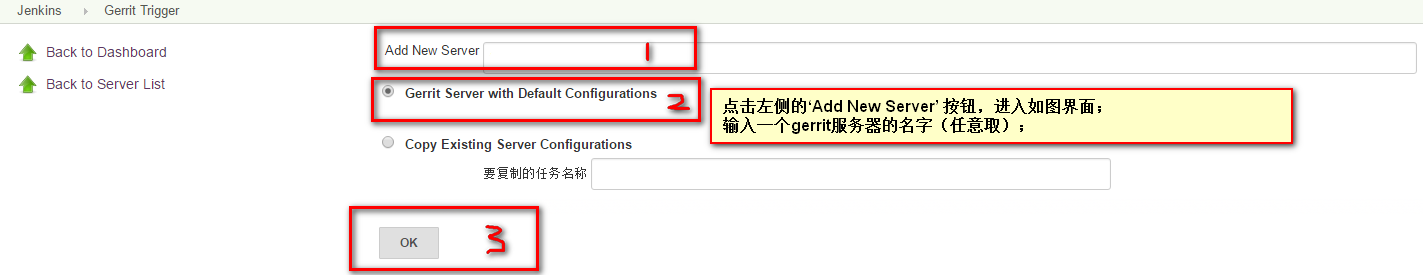 Jenkins Gerrit Trigger
Back to Dashboard
Back to Server List
Add New Server 1
Gerrit Server with Default Configurations 2
点击左侧的‘Add New Server’ 按钮，进入如图界面；
输入一个gerrit服务器的名字（任意取）；
Copy Existing Server Configurations
要复制的任务名称
OK 3